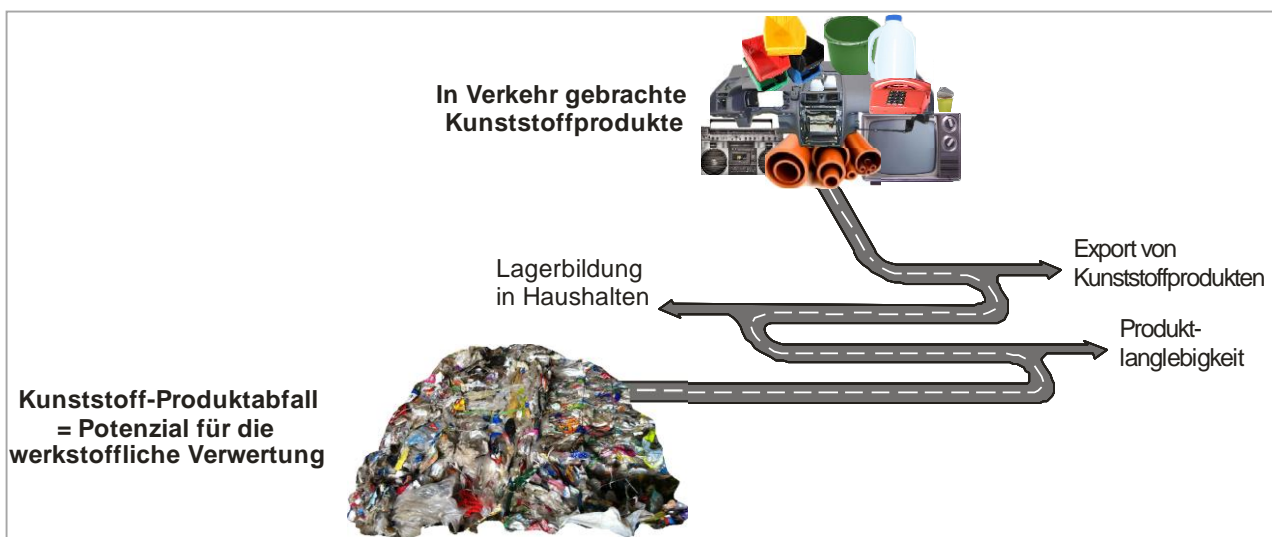 In Verkehr gebrachte
Kunststoffprodukte
Export von
Kunststoffprodukten
Lagerbildung
in Haushalten
Produkt-
langlebigkeit
Kunststoff-Produktabfall
= Potenzial für die
werkstoffliche Verwertung